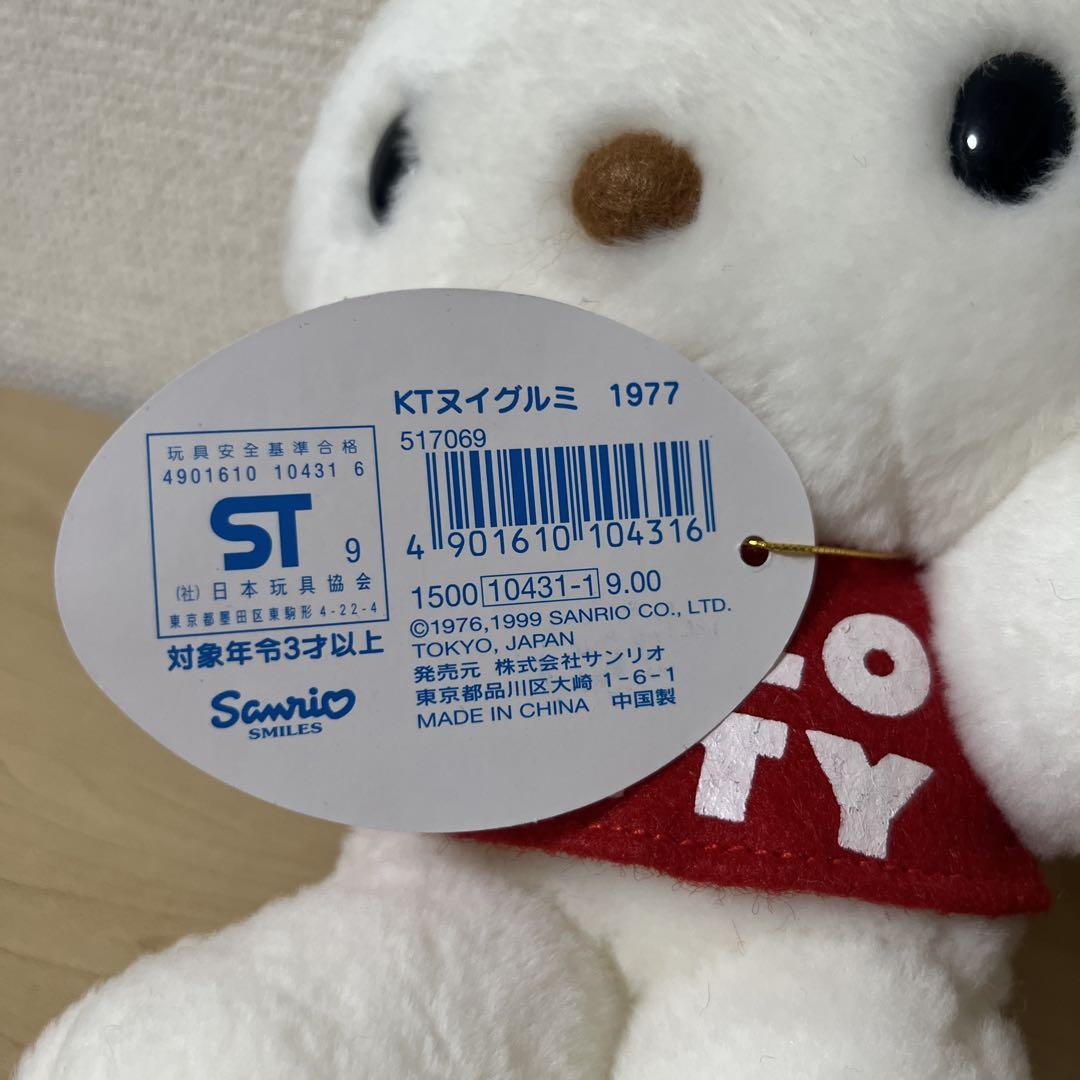 KTヌイグルミ 1977
517069
4 901610 104316
1500 10431-1 9.00
©1976,1999 SANRIO CO., LTD.
TOKYO, JAPAN
発売元 株式会社サンリオ
東京都品川区大崎 1-6-1
MADE IN CHINA 中国製
玩具安全基準合格
4901610 10431 6
ST 9
(社)日本玩具協会
東京都墨田区東駒形 4-22-4
対象年令3才以上
Sanrio
SMILES
LO
TTY